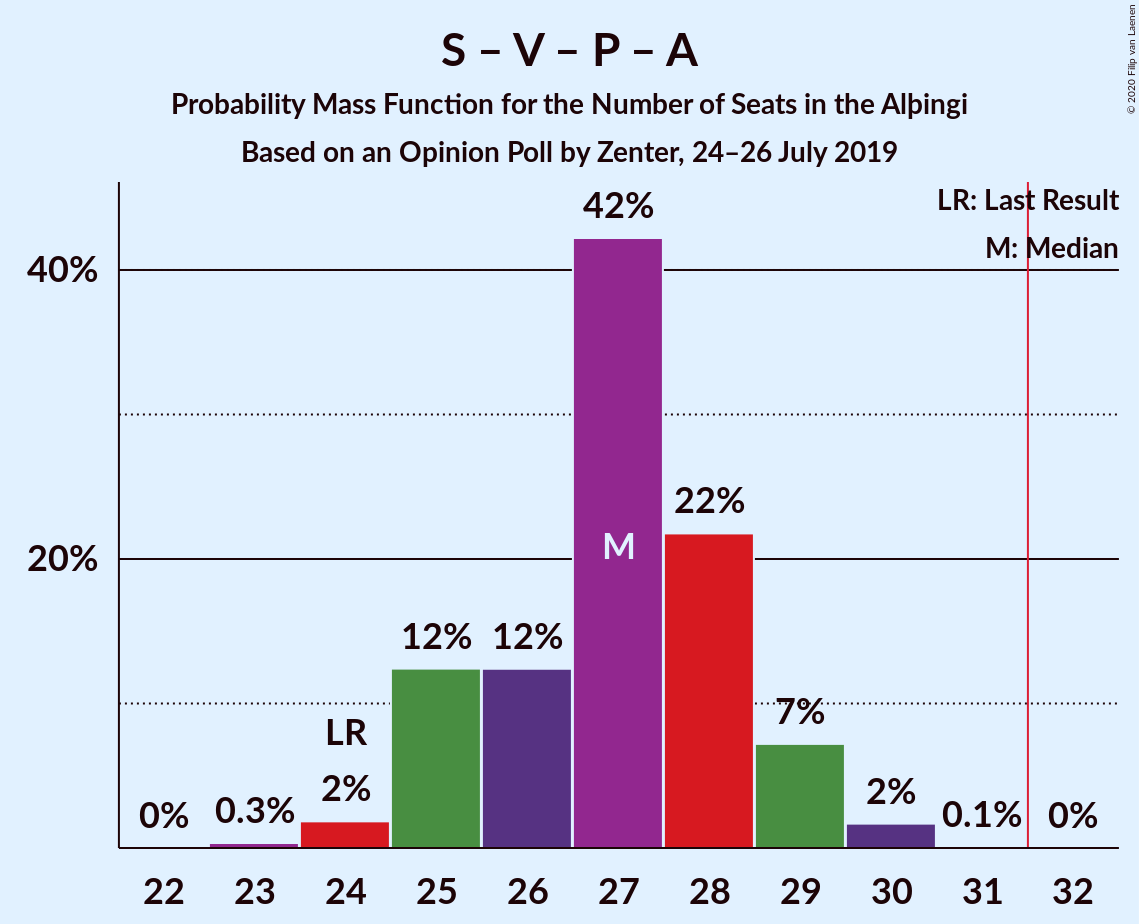 S – V – P – A
Probability Mass Function for the Number of Seats in the Alþingi
Based on an Opinion Poll by Zenter, 24–26 July 2019
© 2020 Filip van Laenen
LR: Last Result
M: Median
42%
40%
22%
M
20%
12% 12%
7%
LR
2%
2%
0% 0.3% 0.1% 0%
22 23 24 25 26 27 28 29 30 31 32